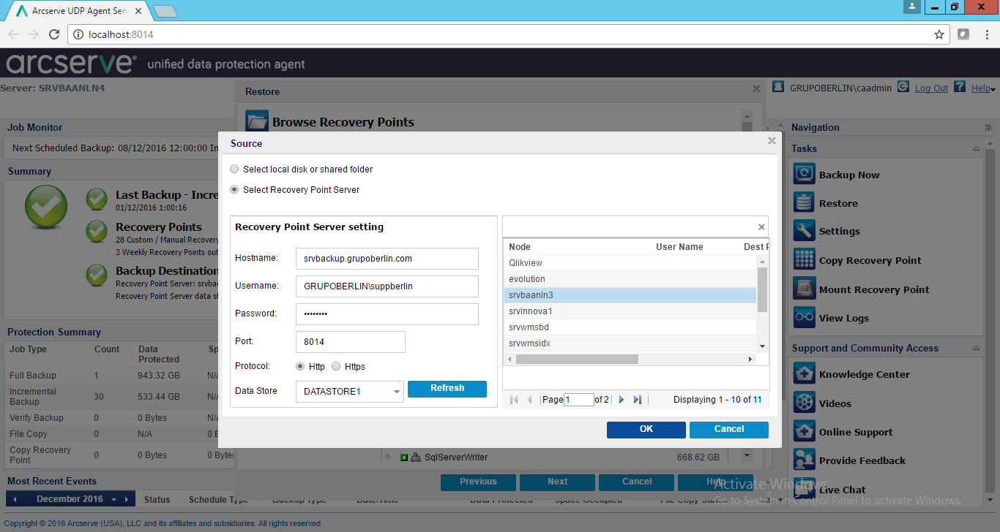 Arcserve UDP Agent Serv
localhost:8014
arcserve® unified data protection agent
Server: SRVBAANLN4
Restore
GRUPOBERLIN\caadmin
Log Out
Help
Browse Recovery Points
Job Monitor
Next Scheduled Backup: 08/12/2016 12:00:00 In
Summary
Last Backup - Incre
01/12/2016 1:00:16
Recovery Points
28 Custom / Manual Recovery
3 Weekly Recovery Points out
Backup Destination
Recovery Point Server: srvba
Recovery Point Server data st
Protection Summary
Job Type Count Data Protected Sp
Full Backup 1 943.32 GB N/A
Incremental Backup 30 533.44 GB N/A
Verify Backup 0 0 Bytes N/A
File Copy 0 N/A 0 B
Copy Recovery Point 0 0 Bytes 0 Bytes
Most Recent Events
December 2016
Status Schedule Type Backup Type Date/Time Data Protected Space Occupied File Copy Status
Source
Select local disk or shared folder
Select Recovery Point Server
Recovery Point Server setting
Hostname: srvbackup.grupoberlin.com
Username: GRUPOBERLIN\suppberlin
Password: ••••••••
Port: 8014
Protocol: Http Https
Data Store DATASTORE1 Refresh
Node User Name Dest P
Qlikview
evolution
srvbaanln3
srvinnova1
srvwmsbd
srvwmsidx
Page 1 of 2 Displaying 1 - 10 of 11
OK Cancel
SqlServerWriter 668.62 GB
Previous Next Cancel Help
Navigation
Tasks
Backup Now
Restore
Settings
Copy Recovery Point
Mount Recovery Point
View Logs
Support and Community Access
Knowledge Center
Videos
Online Support
Provide Feedback
Live Chat
Activate Windows
Go to System in Control Panel to activate Windows.
Copyright © 2016 Arcserve (USA), LLC and its affiliates and subsidiaries. All rights reserved.